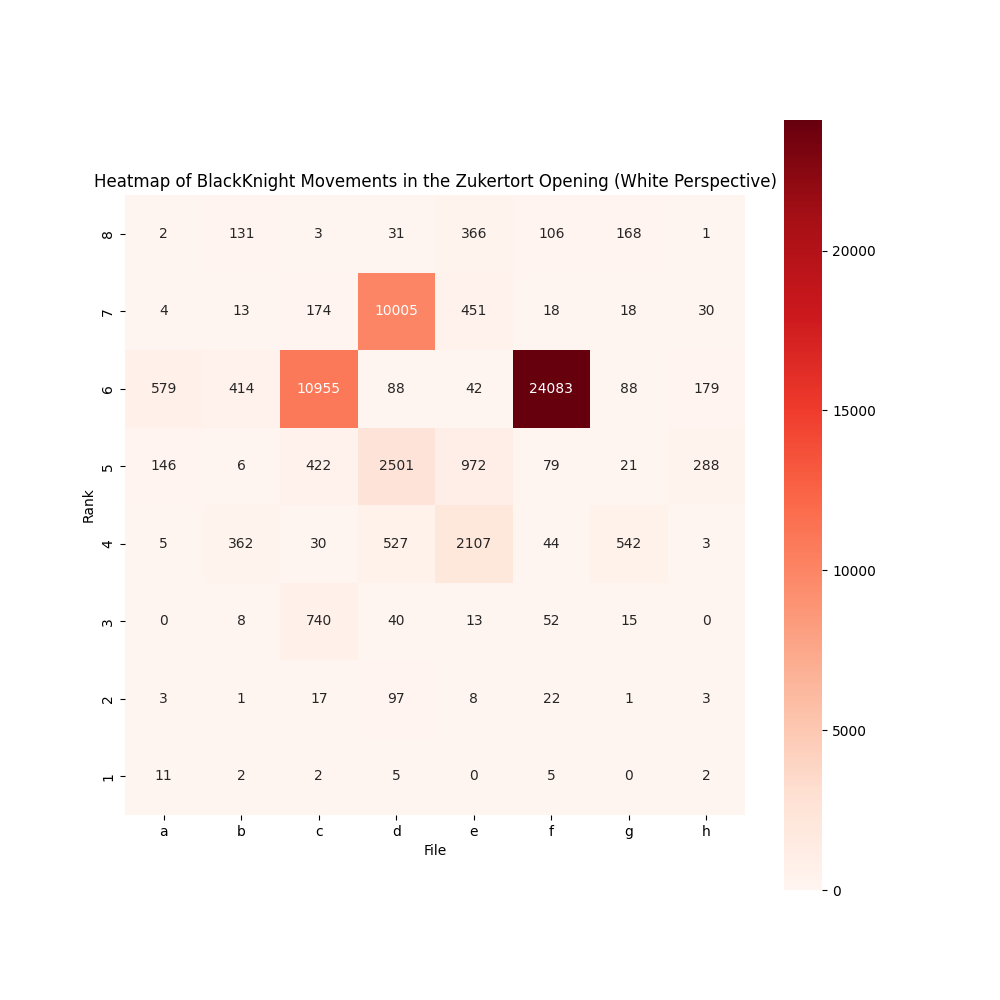 Heatmap of BlackKnight Movements in the Zukertort Opening (White Perspective)
8 2 131 3 31 366 106 168 1
7 4 13 174 10005 451 18 18 30
6 579 414 10955 88 42 24083 88 179
5 146 6 422 2501 972 79 21 288
Rank
4 5 362 30 527 2107 44 542 3
3 0 8 740 40 13 52 15 0
2 3 1 17 97 8 22 1 3
1 11 2 2 5 0 5 0 2
a b c d e f g h
File
20000
15000
10000
5000
0